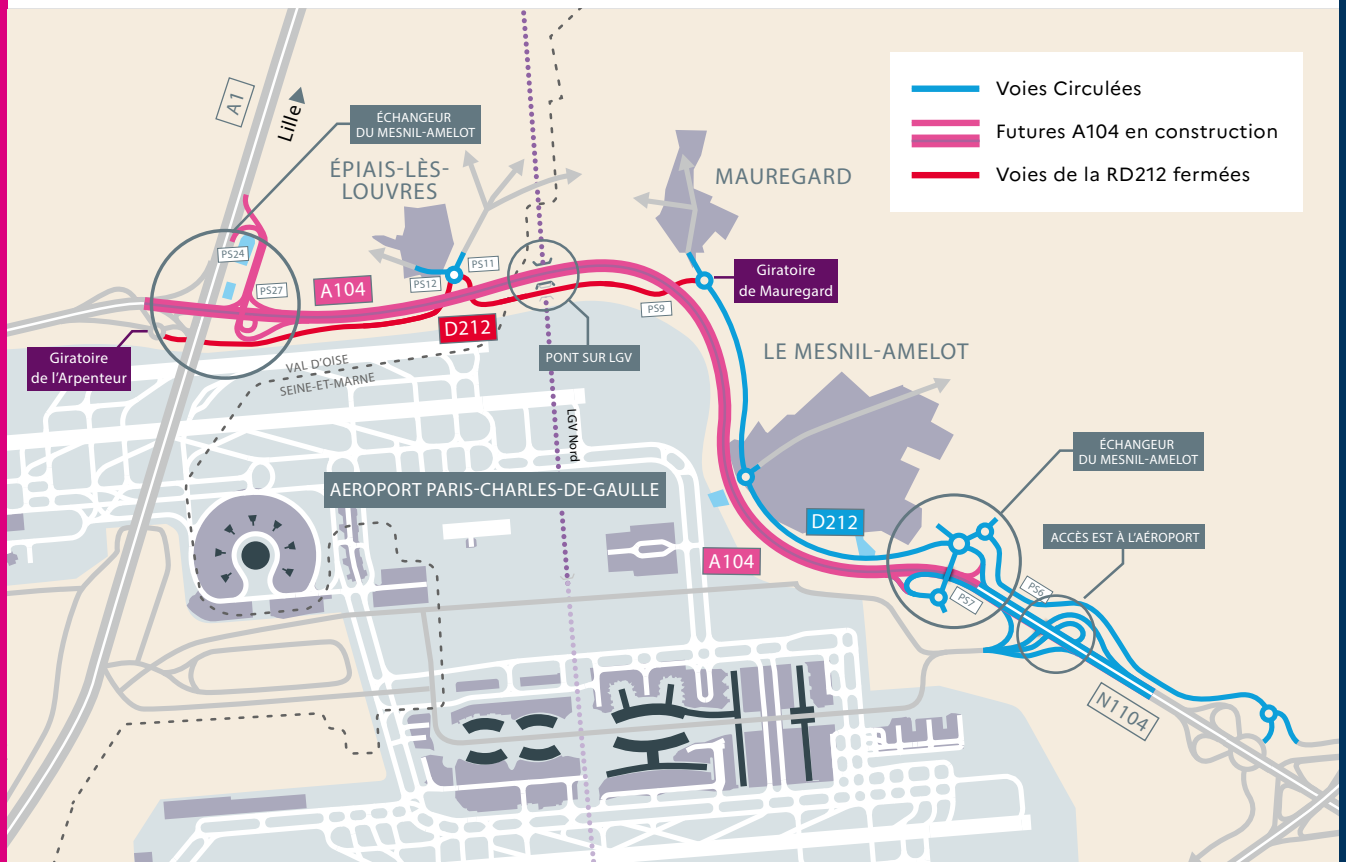 Voies Circulées
Futures A104 en construction
Voies de la RD212 fermées
A1
Lille
ÉCHANGEUR
DU MESNIL-AMELOT
ÉPIAIS-LÈS-
LOUVRES
MAUREGARD
PS24
PS27
A104
PS12
PS11
D212
Giratoire
de Mauregard
PS9
Giratoire
de l'Arpenteur
PONT SUR LGV
VAL D'OISE
SEINE-ET-MARNE
LE MESNIL-AMELOT
LGV Nord
AEROPORT PARIS-CHARLES-DE-GAULLE
ÉCHANGEUR
DU MESNIL-AMELOT
D212
ACCÈS EST À L'AÉROPORT
A104
PS7
PS6
N1104